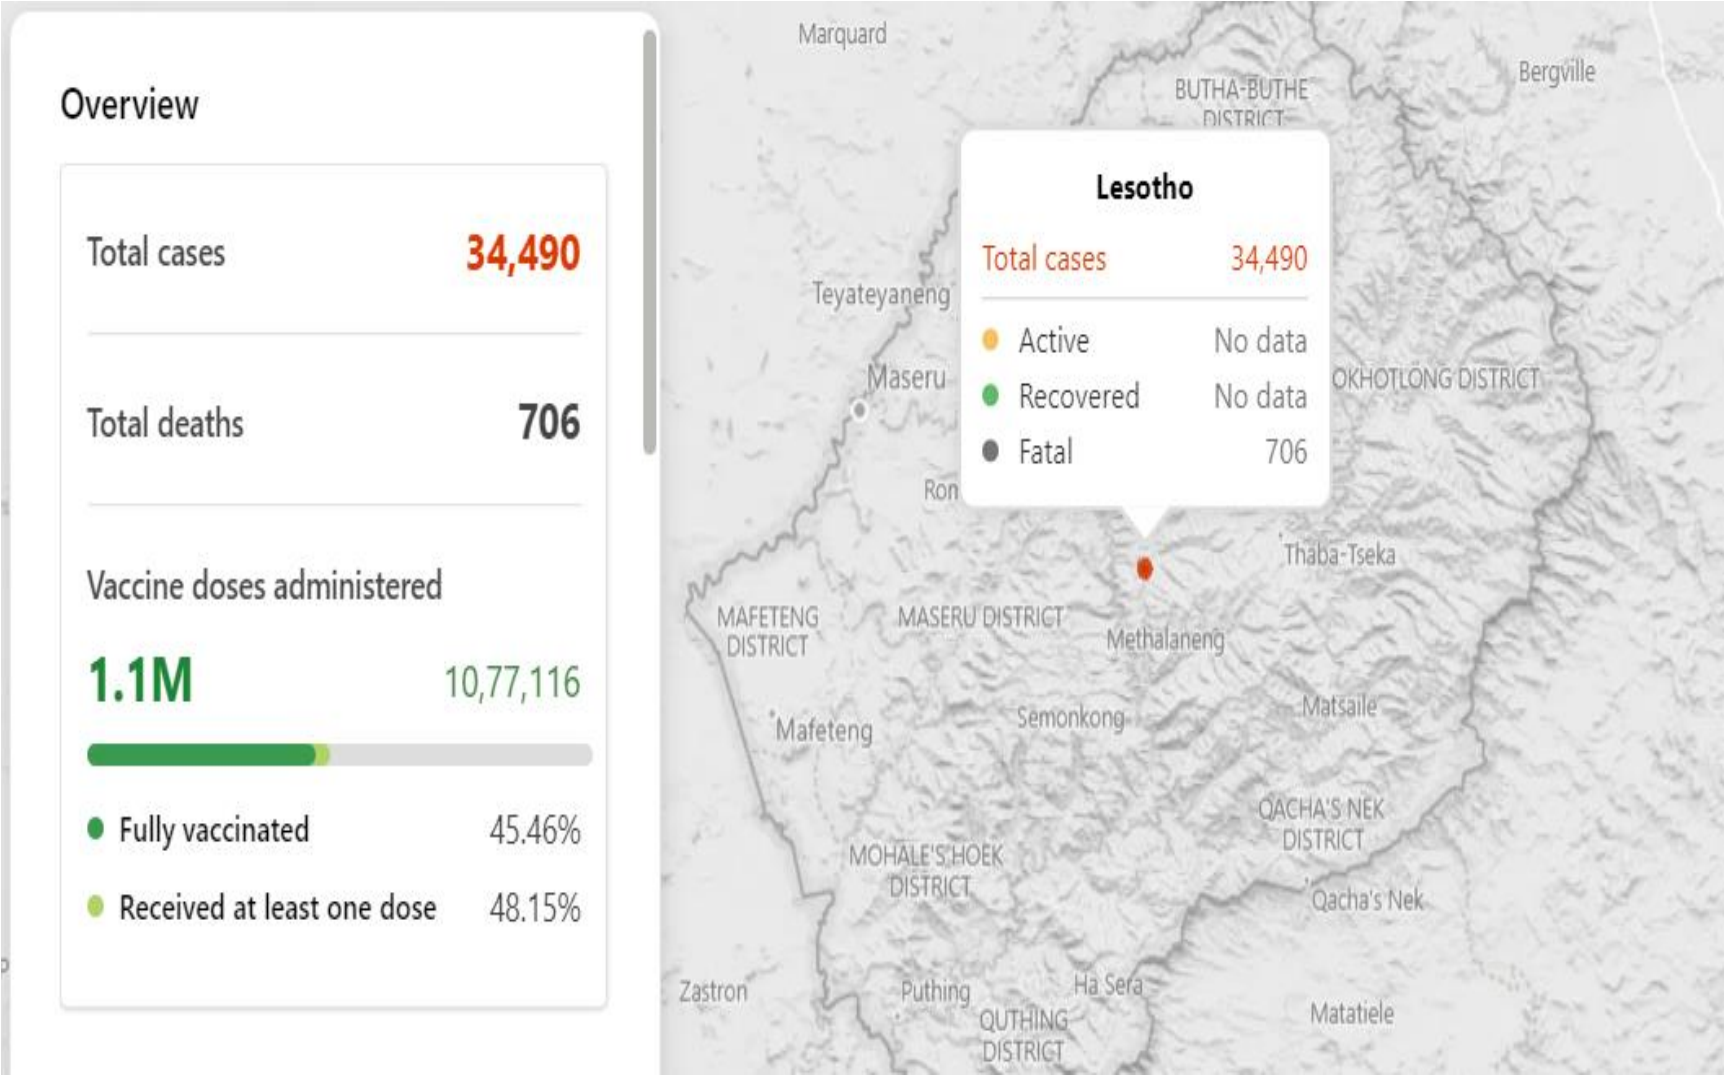 Overview
Total cases 34,490
Total deaths 706
Vaccine doses administered
1.1M 10,77,116
Fully vaccinated 45.46%
Received at least one dose 48.15%
Marquard
Bergville
BUTHA-BUTHE
DISTRICT
Lesotho
Total cases 34,490
Active No data
Recovered No data
Fatal 706
Teyateyaneng
Maseru
OKHOTLONG DISTRICT
Rom
Thaba-Tseka
MAFETENG
DISTRICT
MASERU DISTRICT
Methalaneng
Mafeteng
Semonkong
Matsaile
QACHA'S NEK
DISTRICT
MOHALE'S HOEK
DISTRICT
Qacha's Nek
Zastron
Puthing
Ha Sera
QUTHING
DISTRICT
Matatiele